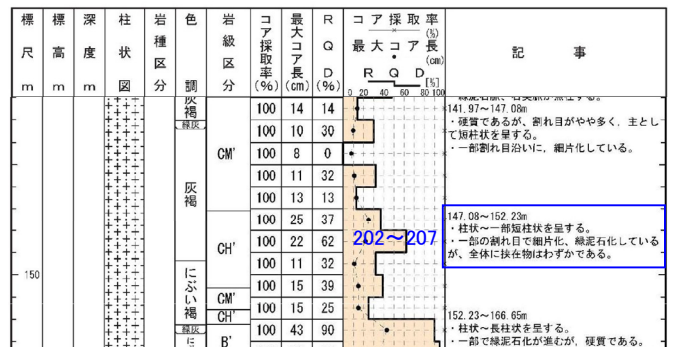 標 標 深 柱 岩 色 岩 コ 最 R コ ア 採 取 率
尺 高 度 状 種 調 級 ア 大 Q 最 大 コ ア 長
m m m 図 区 区 採 コ D R Q D
分 分 取 ア (%) 記 事
率 長
(%) (cm)
(%)
(cm)
[%]
0 20 40 60 80 100
灰
褐 100 14 14
141.97～147.08m
緑灰 100 10 30
・硬質であるが、割れ目がやや多く、主とし
て短柱状を呈する。
CM' 100 8 0
・一部割れ目沿いに、細片化している。
100 11 32
灰
褐 100 13 13
100 25 37
147.08～152.23m
・柱状～一部短柱状を呈する。
CH' 100 22 62
202～207
・一部の割れ目で細片化、緑泥石化している
が、全体に挟在物はわずかである。
100 11 32
150
にぶい褐
100 15 39
CM' 100 15 25
CH'
152.23～166.65m
緑灰 100 43 90
・柱状～長柱状を呈する。
に B'
・一部で緑泥石化が進むが、硬質である。